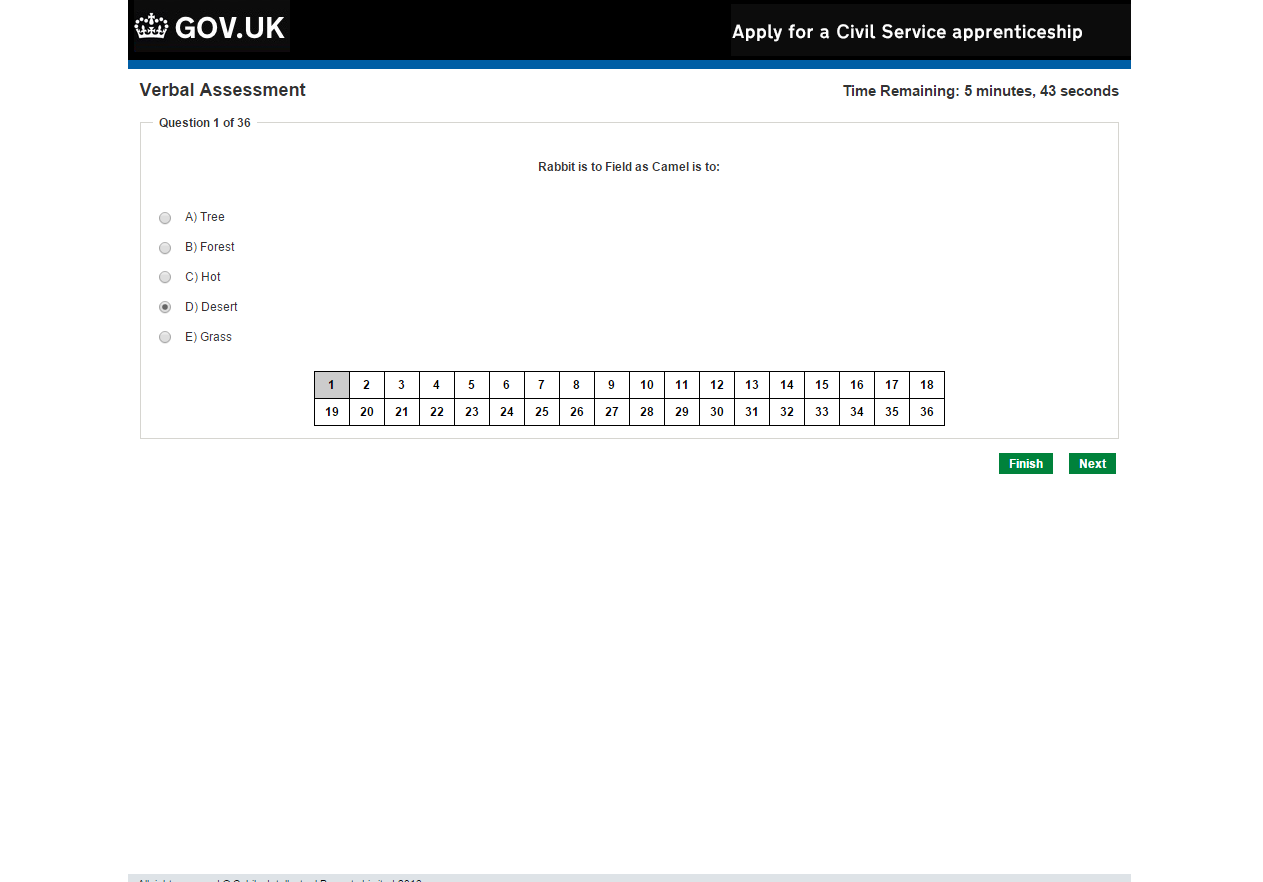 GOV.UK
Apply for a Civil Service apprenticeship
Verbal Assessment
Time Remaining: 5 minutes, 43 seconds
Question 1 of 36
Rabbit is to Field as Camel is to:
A) Tree
B) Forest
C) Hot
D) Desert
E) Grass
1 2 3 4 5 6 7 8 9 10 11 12 13 14 15 16 17 18
19 20 21 22 23 24 25 26 27 28 29 30 31 32 33 34 35 36
Finish Next